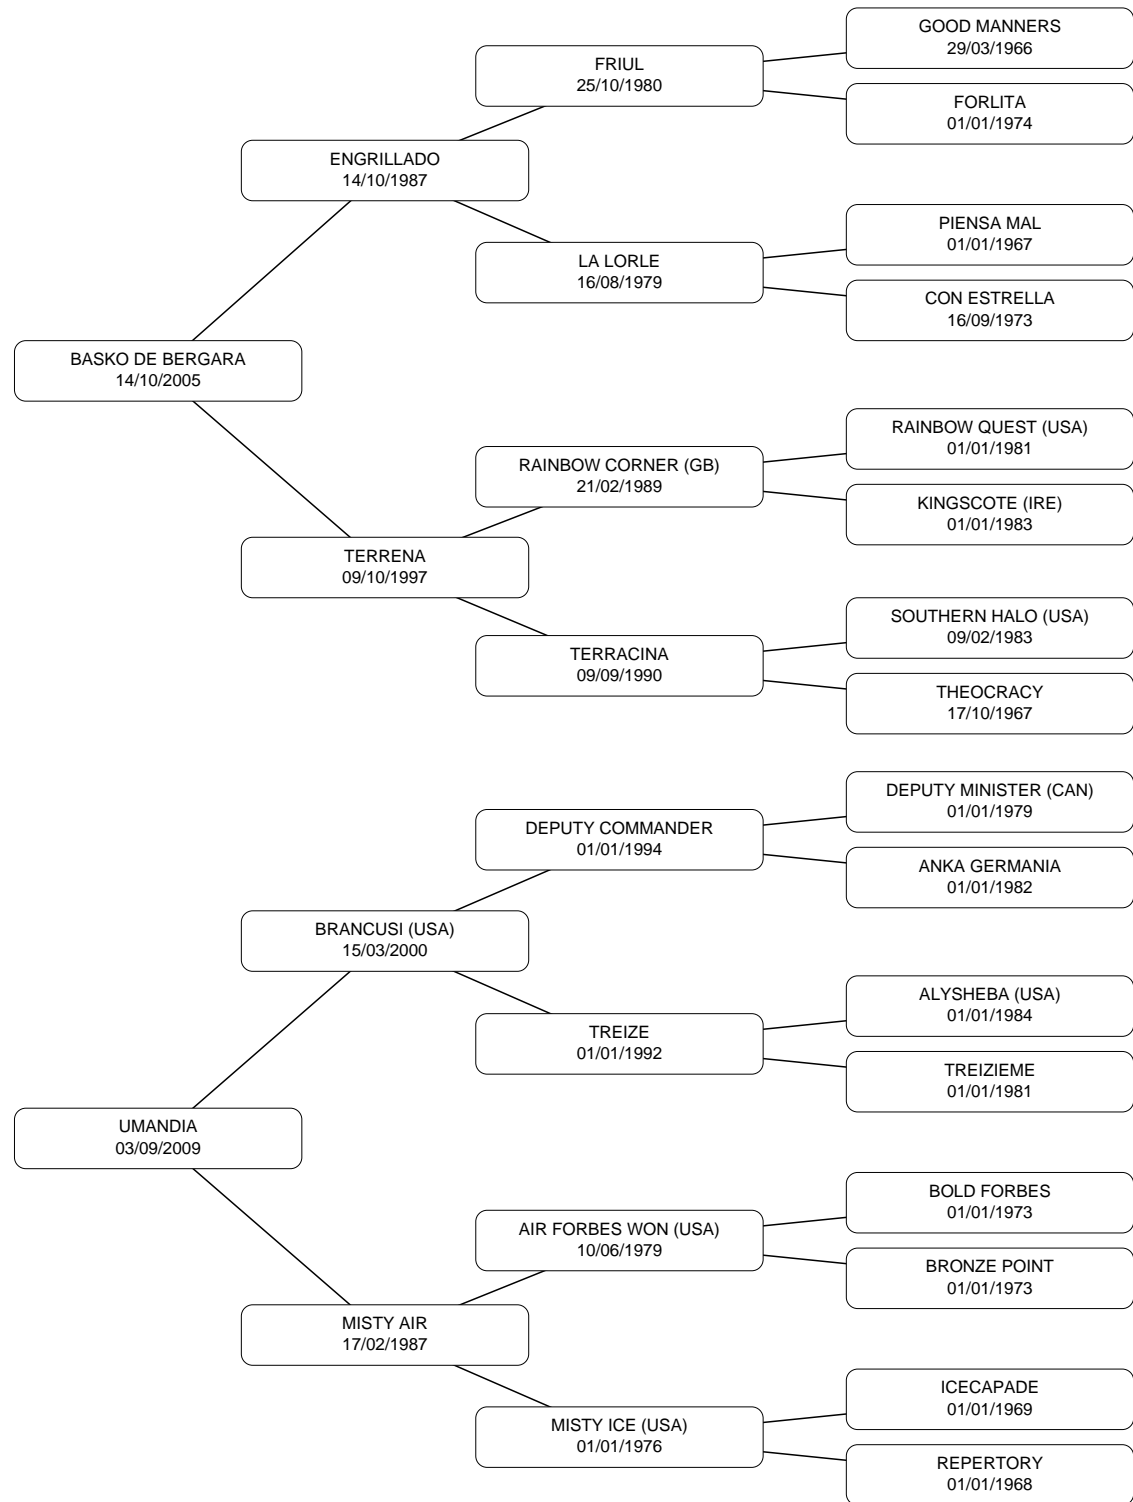 GOOD MANNERS
29/03/1966
FRIUL
25/10/1980
FORLITA
01/01/1974
ENGRILLADO
14/10/1987
PIENSA MAL
01/01/1967
LA LORLE
16/08/1979
CON ESTRELLA
16/09/1973
BASKO DE BERGARA
14/10/2005
RAINBOW QUEST (USA)
01/01/1981
RAINBOW CORNER (GB)
21/02/1989
KINGSCOTE (IRE)
01/01/1983
TERRENA
09/10/1997
SOUTHERN HALO (USA)
09/02/1983
TERRACINA
09/09/1990
THEOCRACY
17/10/1967
DEPUTY MINISTER (CAN)
01/01/1979
DEPUTY COMMANDER
01/01/1994
ANKA GERMANIA
01/01/1982
BRANCUSI (USA)
15/03/2000
ALYSHEBA (USA)
01/01/1984
TREIZE
01/01/1992
TREIZIEME
01/01/1981
UMANDIA
03/09/2009
BOLD FORBES
01/01/1973
AIR FORBES WON (USA)
10/06/1979
BRONZE POINT
01/01/1973
MISTY AIR
17/02/1987
ICECAPADE
01/01/1969
MISTY ICE (USA)
01/01/1976
REPERTORY
01/01/1968